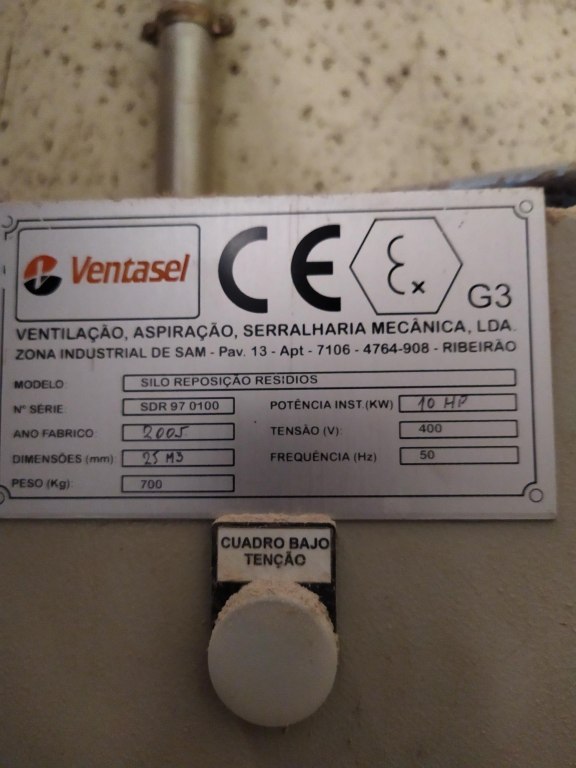 Ventasel
CE
Ex
G3
VENTILAÇÃO, ASPIRAÇÃO, SERRALHARIA MECÂNICA, LDA.
ZONA INDUSTRIAL DE SAM - Pav. 13 - Apt - 7106 - 4764-908 - RIBEIRÃO
MODELO: SILO REPOSIÇÃO RESIDIOS
Nº SÉRIE: SDR 97 0100 POTÊNCIA INST.(KW) 10 HP
ANO FABRICO 2005 TENSÃO (V): 400
DIMENSÕES (mm) 25 M3 FREQUÊNCIA (Hz) 50
PESO (Kg): 700
CUADRO BAJO
TENÇÃO